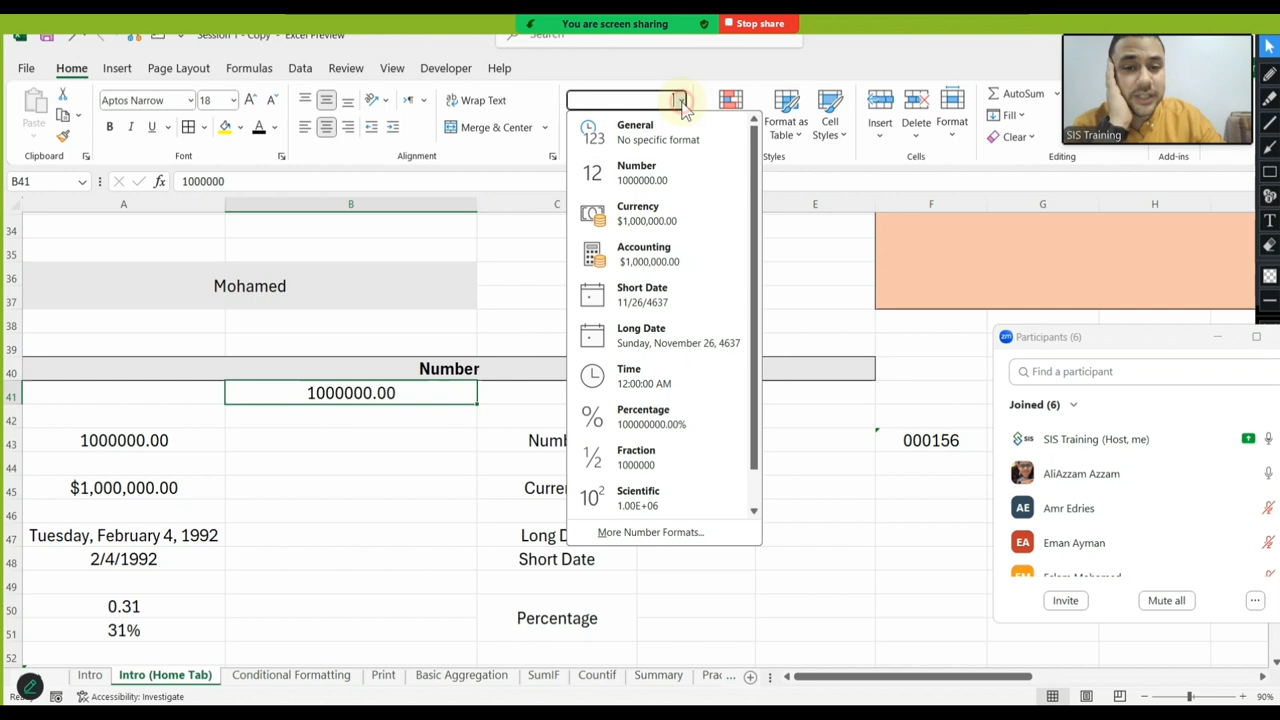 You are screen sharing
Stop share
Session 1 - Copy - Excel Preview
Search
File Home Insert Page Layout Formulas Data Review View Developer Help
Paste
Clipboard
Aptos Narrow 18
B I U
Font
Wrap Text
Merge & Center
Alignment
Format as
Table
Cell
Styles
Styles
Insert
Delete
Format
Cells
AutoSum
Fill
Clear
Editing
Add-ins
SIS Training
B41
1000000
A B C E F G H
General
No specific format
Number
1000000.00
Currency
$1,000,000.00
Accounting
$1,000,000.00
Short Date
11/26/4637
Long Date
Sunday, November 26, 4637
Time
12:00:00 AM
Percentage
100000000.00%
Fraction
1000000
Scientific
1.00E+06
More Number Formats...
34
35
36
Mohamed
37
38
39
40 Number
41 1000000.00
42
43 1000000.00 000156
44
45 $1,000,000.00
46
47 Tuesday, February 4, 1992
48 2/4/1992 Short Date
49
50 0.31
Percentage
51 31%
52
Participants (6)
Find a participant
Joined (6)
SIS Training (Host, me)
AliAzzam Azzam
AE Amr Edries
EA Eman Ayman
Invite
Mute all
Intro Intro (Home Tab) Conditional Formatting Print Basic Aggregation SumIF Countif Summary Prac ...
Accessibility: Investigate
90%